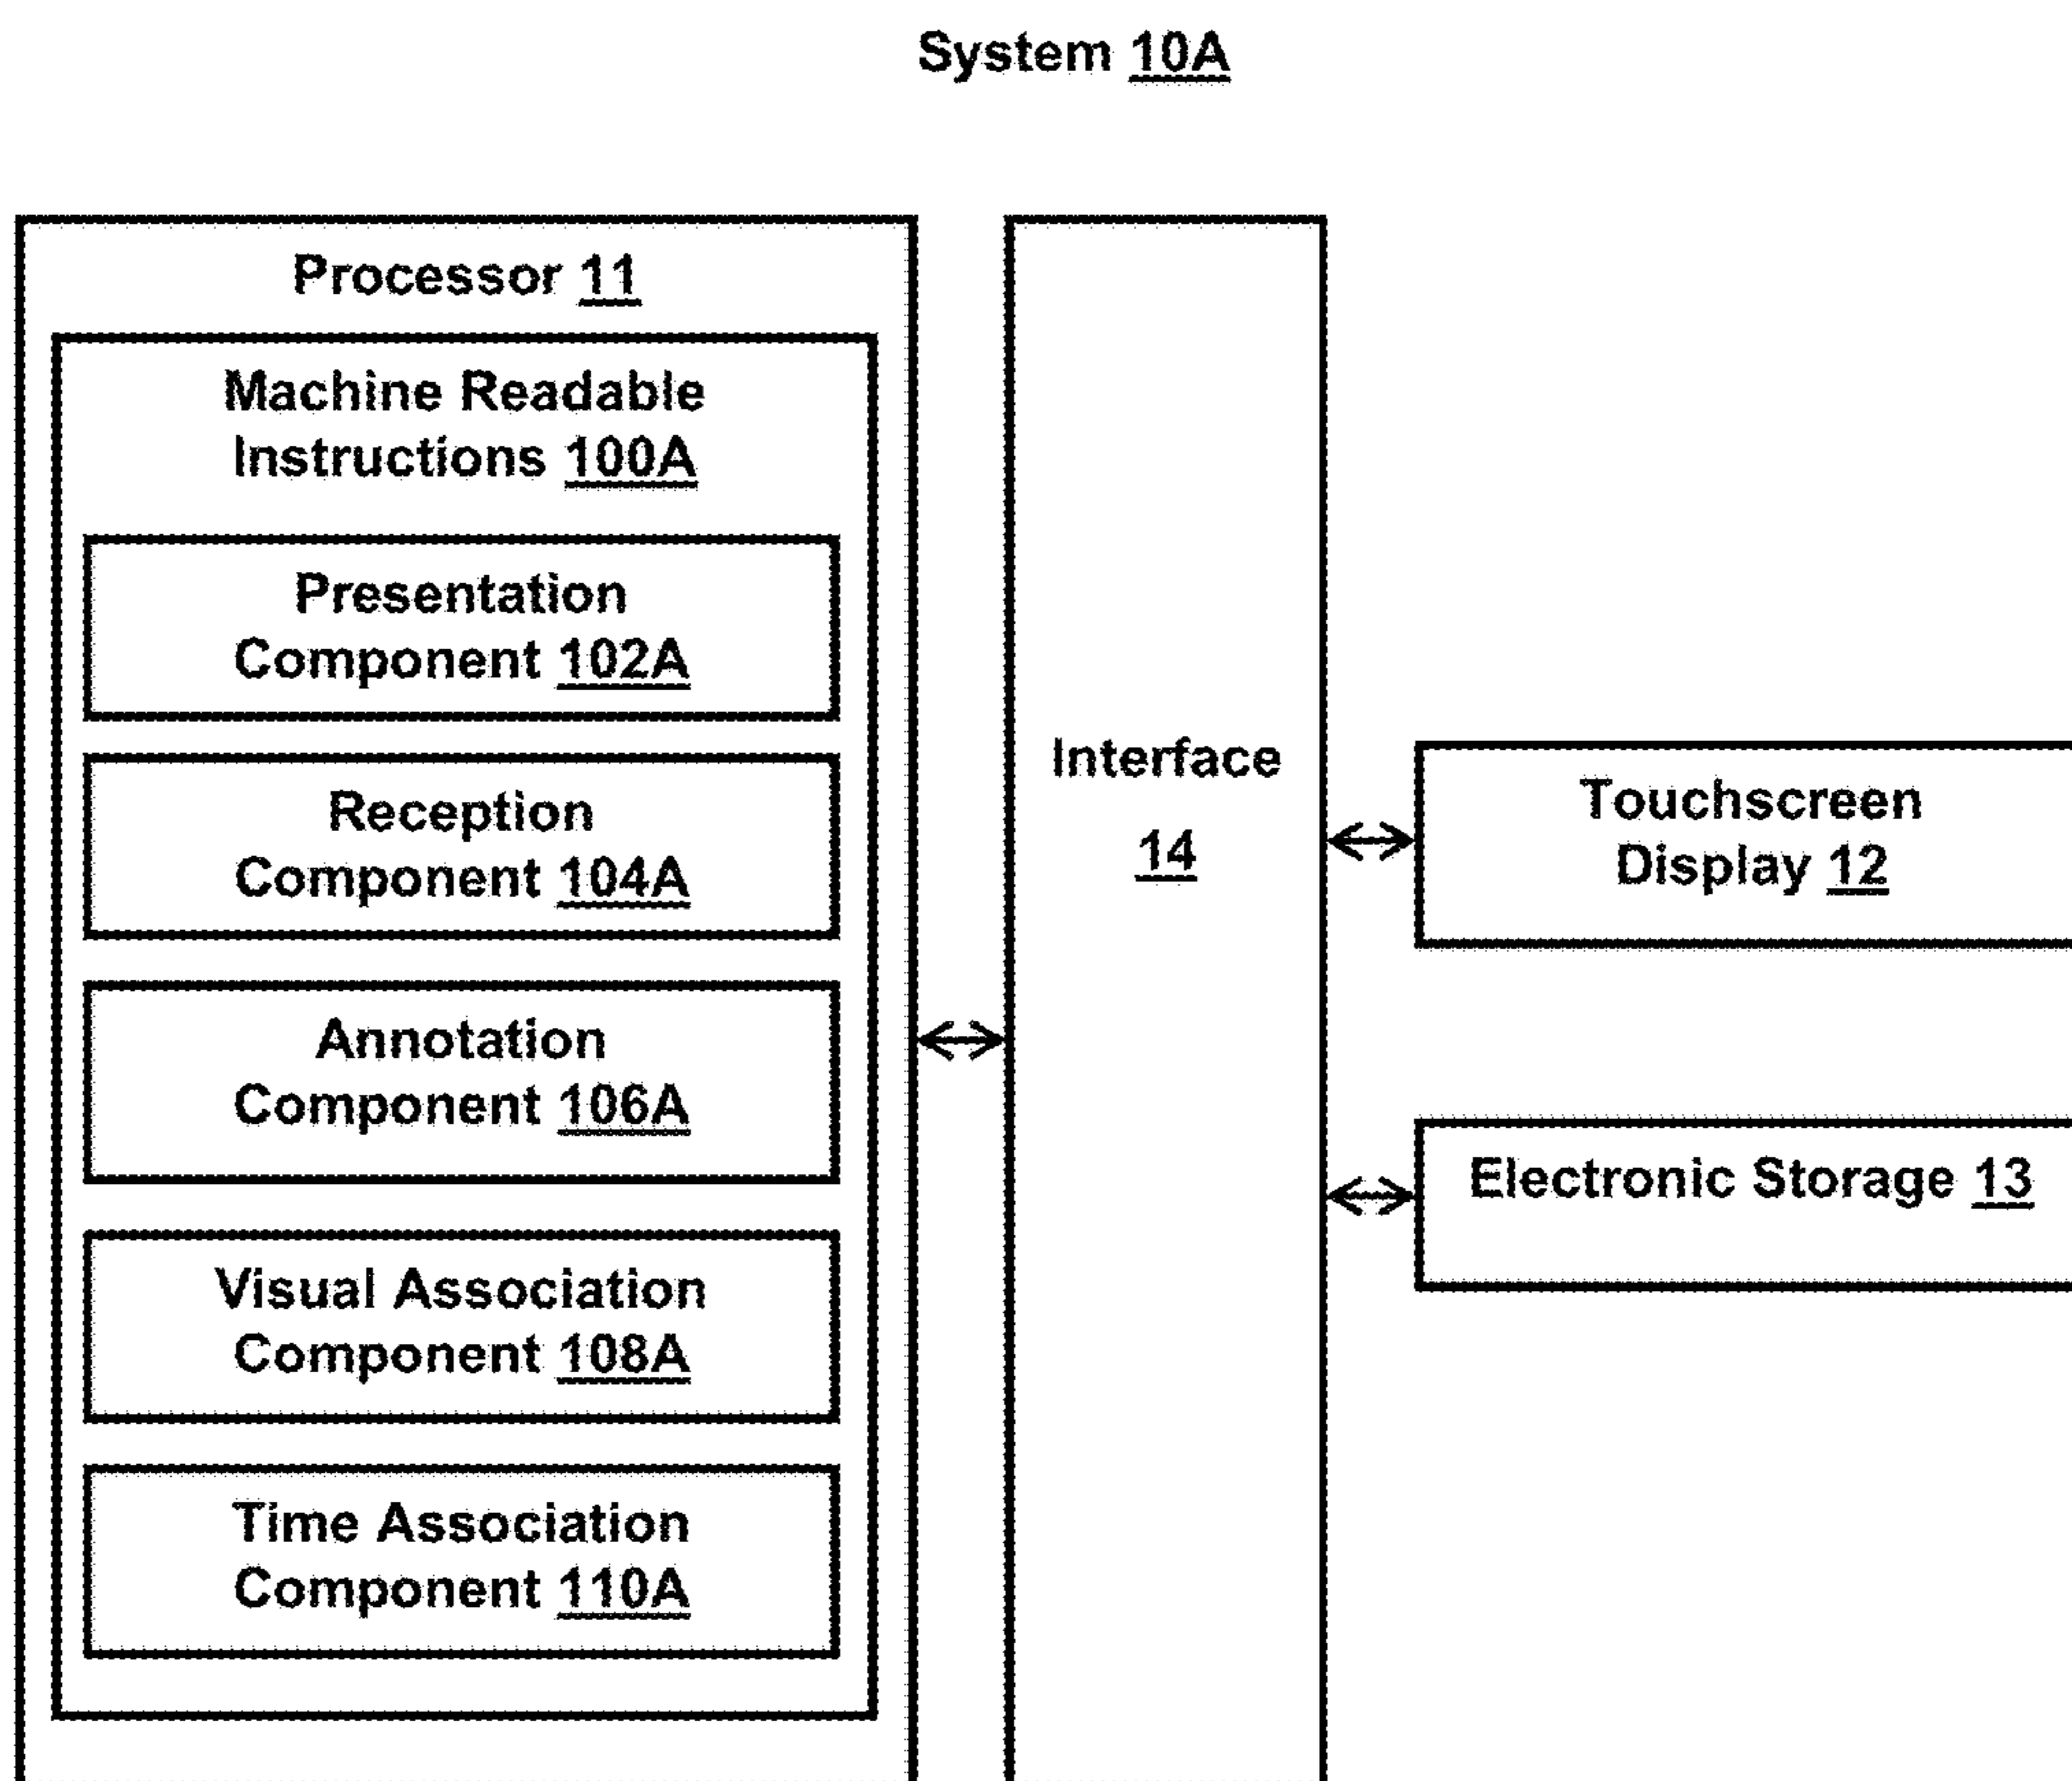 System 10A
Processor 11
Machine Readable
Instructions 100A
Presentation
Component 102A
Reception
Component 104A
Annotation
Component 106A
Visual Association
Component 108A
Time Association
Component 110A
Interface
14
Touchscreen
Display 12
Electronic Storage 13